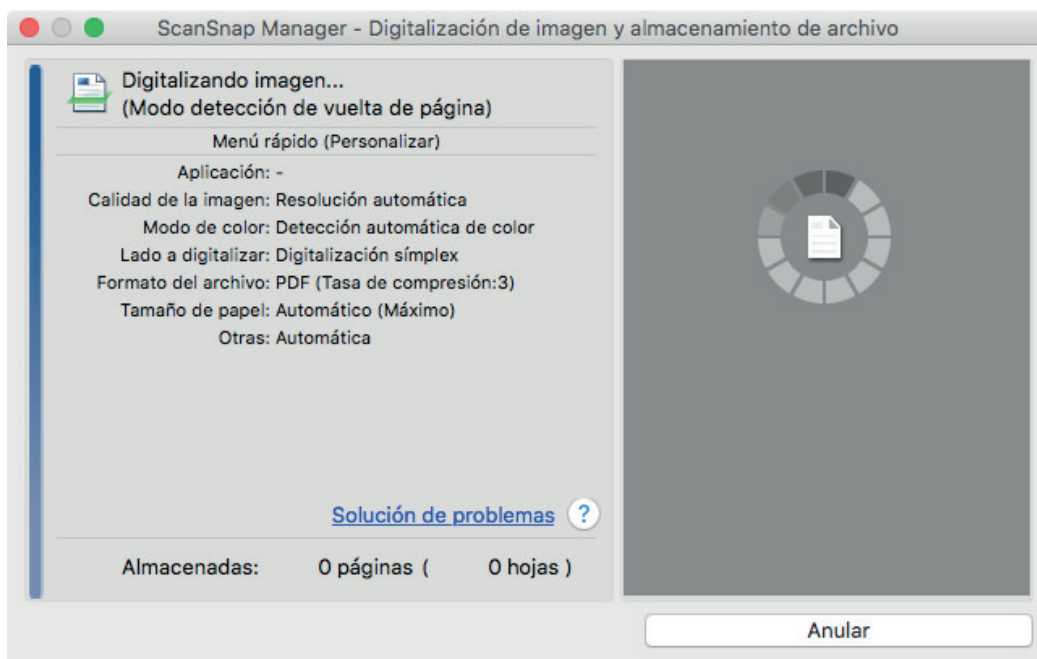 ScanSnap Manager - Digitalización de imagen y almacenamiento de archivo
Digitalizando imagen...
(Modo detección de vuelta de página)
Menú rápido (Personalizar)
Aplicación: -
Calidad de la imagen: Resolución automática
Modo de color: Detección automática de color
Lado a digitalizar: Digitalización símplex
Formato del archivo: PDF (Tasa de compresión:3)
Tamaño de papel: Automático (Máximo)
Otras: Automática
Solución de problemas ?
Almacenadas: 0 páginas ( 0 hojas )
Anular